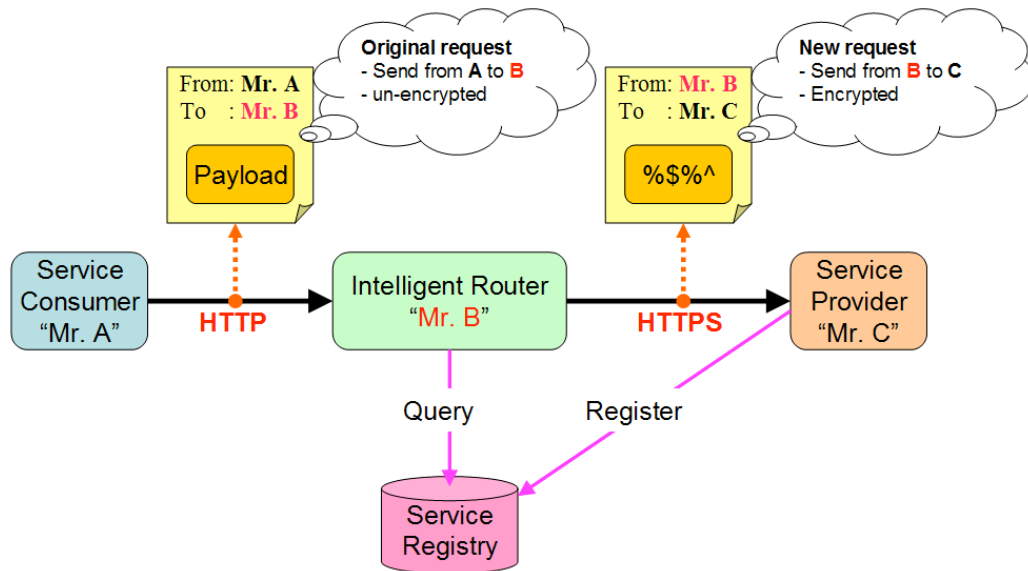 Original request
- Send from A to B
- un-encrypted
New request
- Send from B to C
- Encrypted
From: Mr. A
To : Mr. B
Payload
From: Mr. B
To : Mr. C
%$%^
Service
Consumer
“Mr. A”
HTTP
Intelligent Router
“Mr. B”
HTTPS
Service
Provider
“Mr. C”
Query
Register
Service
Registry